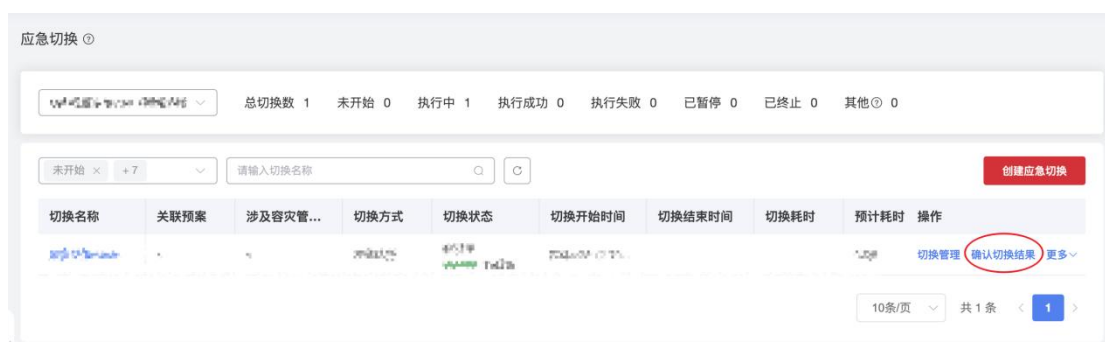 应急切换
总切换数 1 未开始 0 执行中 1 执行成功 0 执行失败 0 已暂停 0 已终止 0 其他 0
未开始 × +7 请输入切换名称 创建应急切换
切换名称 关联预案 涉及容灾管... 切换方式 切换状态 切换开始时间 切换结束时间 切换耗时 预计耗时 操作
切换管理 确认切换结果 更多
10条/页 共 1 条 < 1 >